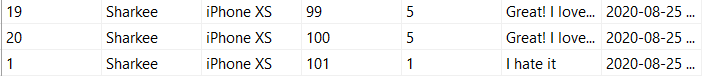 19 Sharkee iPhone XS 99 5 Great! I love... 2020-08-25 ...
20 Sharkee iPhone XS 100 5 Great! I love... 2020-08-25 ...
1 Sharkee iPhone XS 101 1 I hate it 2020-08-25 ...